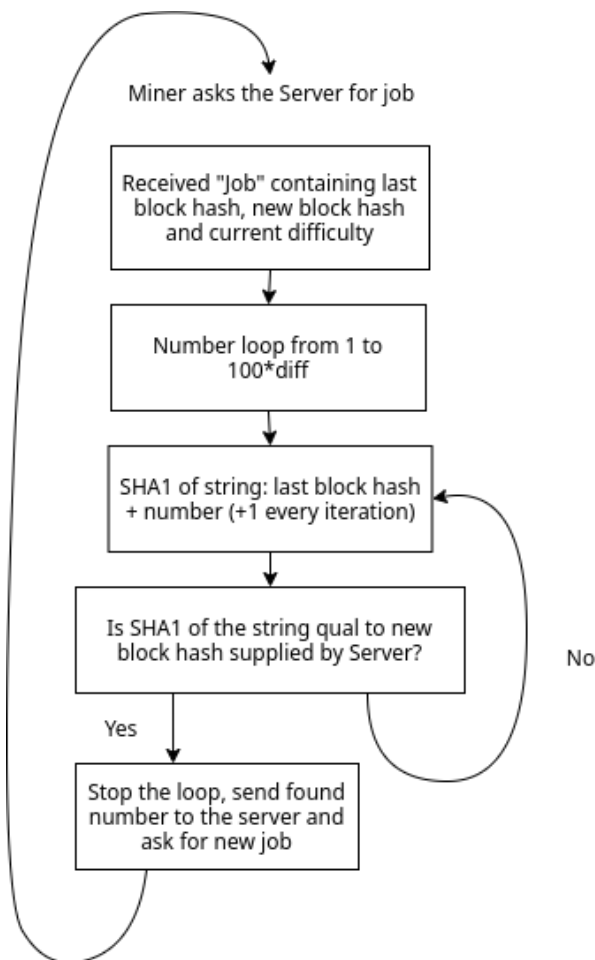 Miner asks the Server for job
Received "Job" containing last
block hash, new block hash
and current difficulty
Number loop from 1 to
100*diff
SHA1 of string: last block hash
+ number (+1 every iteration)
Is SHA1 of the string qual to new
block hash supplied by Server?
No
Yes
Stop the loop, send found
number to the server and
ask for new job